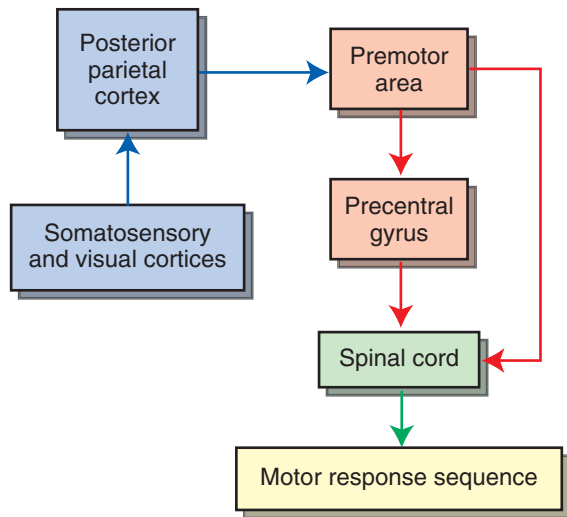 Posterior
parietal
cortex
Premotor
area
Somatosensory
and visual cortices
Precentral
gyrus
Spinal cord
Motor response sequence